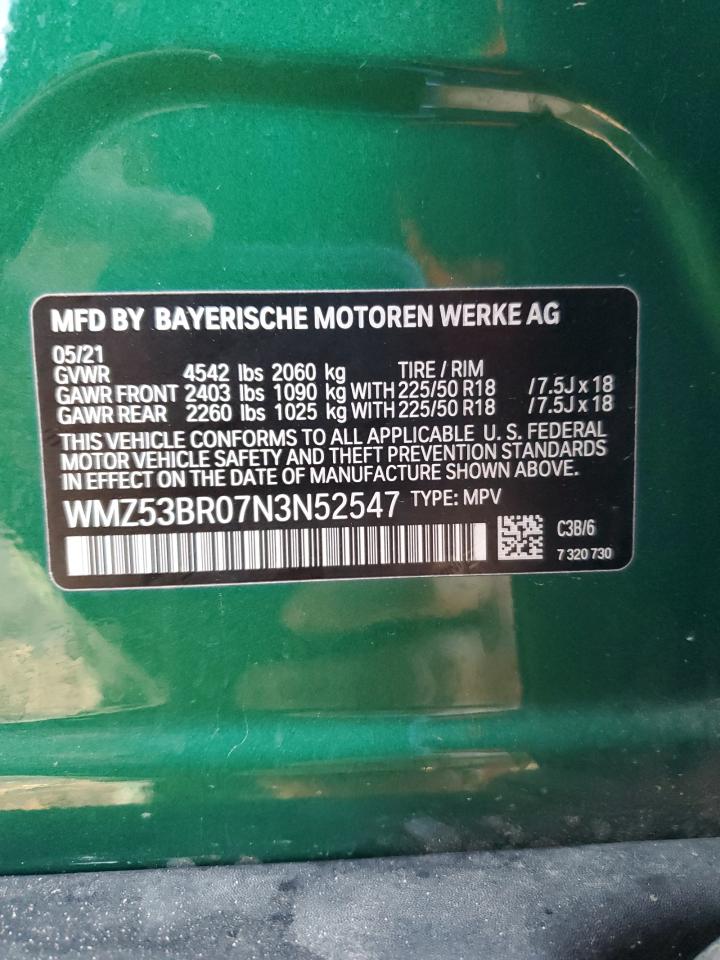 MFD BY BAYERISCHE MOTOREN WERKE AG
05/21
GVWR 4542 lbs 2060 kg TIRE / RIM
GAWR FRONT 2403 lbs 1090 kg WITH 225/50 R18 /7.5J x 18
GAWR REAR 2260 lbs 1025 kg WITH 225/50 R18 /7.5J x 18
THIS VEHICLE CONFORMS TO ALL APPLICABLE U. S. FEDERAL
MOTOR VEHICLE SAFETY AND THEFT PREVENTION STANDARDS
IN EFFECT ON THE DATE OF MANUFACTURE SHOWN ABOVE.
WMZ53BR07N3N52547 TYPE: MPV
C3B/6
7 320 730